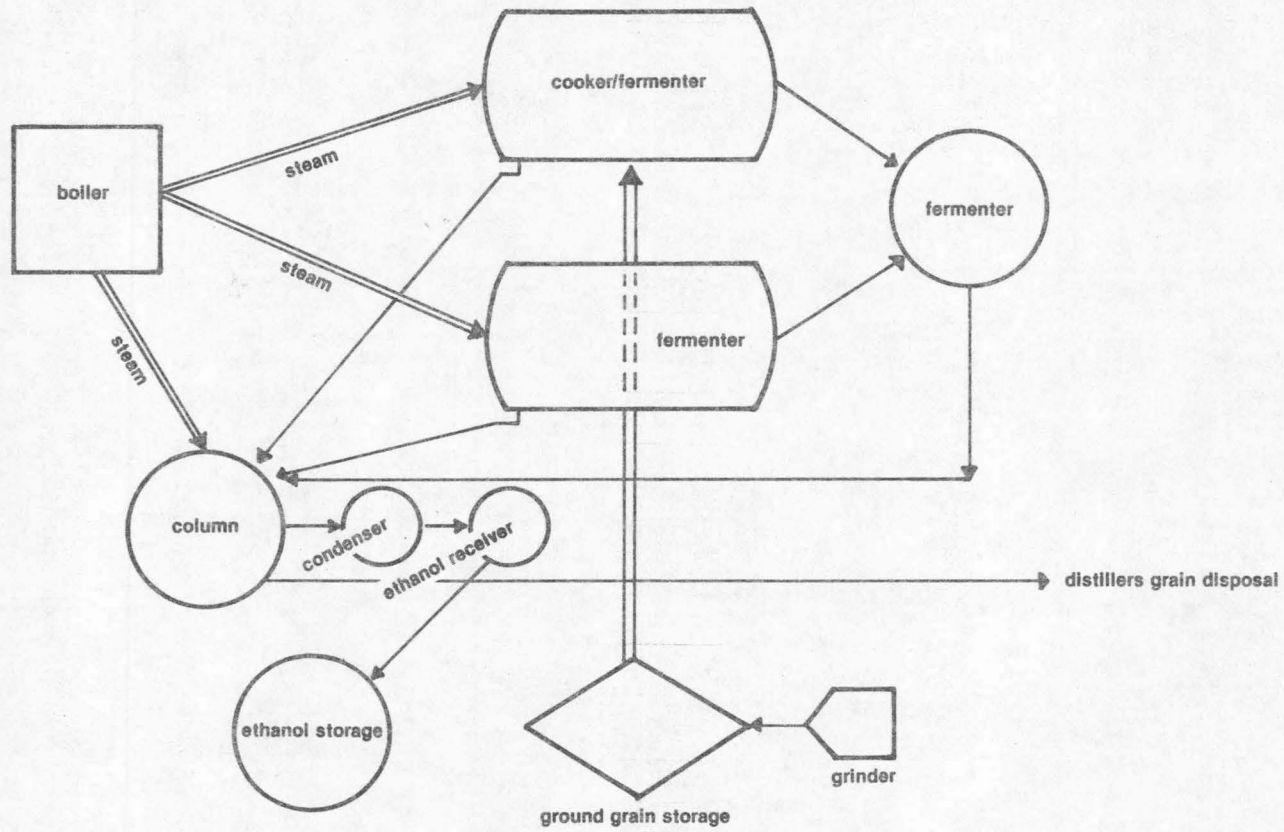 cooker/fermenter
steam
boiler
fermenter
steam
fermenter
steam
column
condenser
ethanol receiver
distillers grain disposal
ethanol storage
grinder
ground grain storage